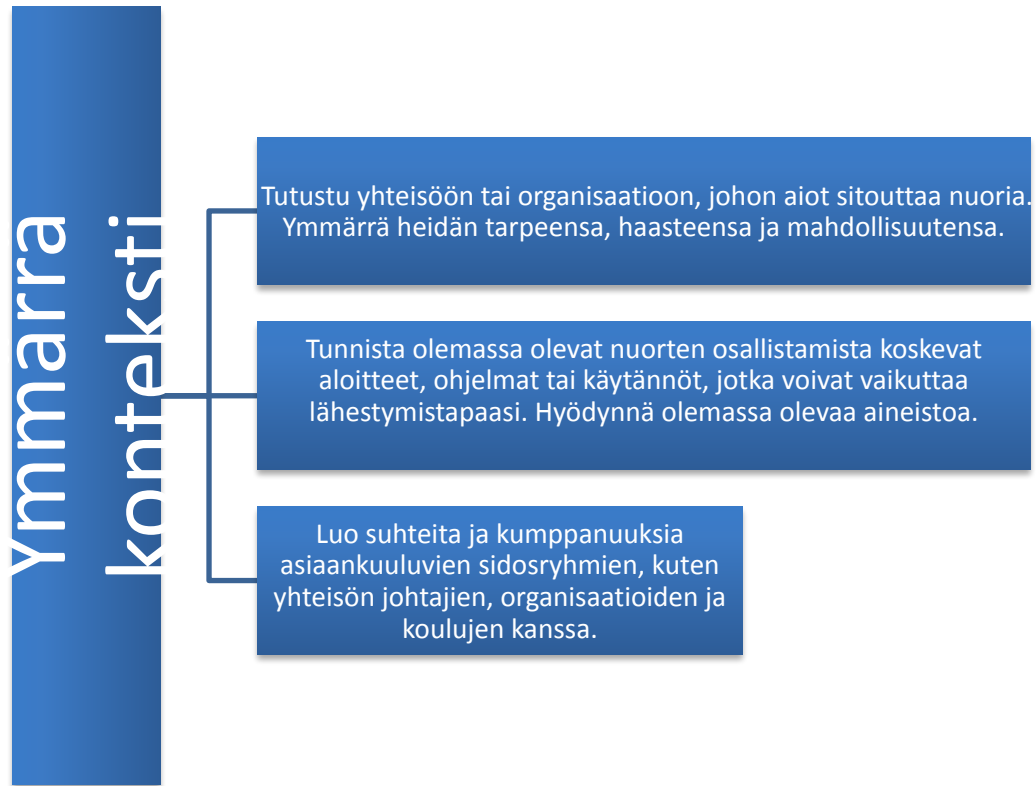 Ymmarra
konteksti
Tutustu yhteisöön tai organisaatioon, johon aiot sitouttaa nuoria.
Ymmärrä heidän tarpeensa, haasteensa ja mahdollisuutensa.
Tunnista olemassa olevat nuorten osallistamista koskevat
aloitteet, ohjelmat tai käytännöt, jotka voivat vaikuttaa
lähestymistapaasi. Hyödynnä olemassa olevaa aineistoa.
Luo suhteita ja kumppanuuksia
asiaankuuluvien sidosryhmien, kuten
yhteisön johtajien, organisaatioiden ja
koulujen kanssa.